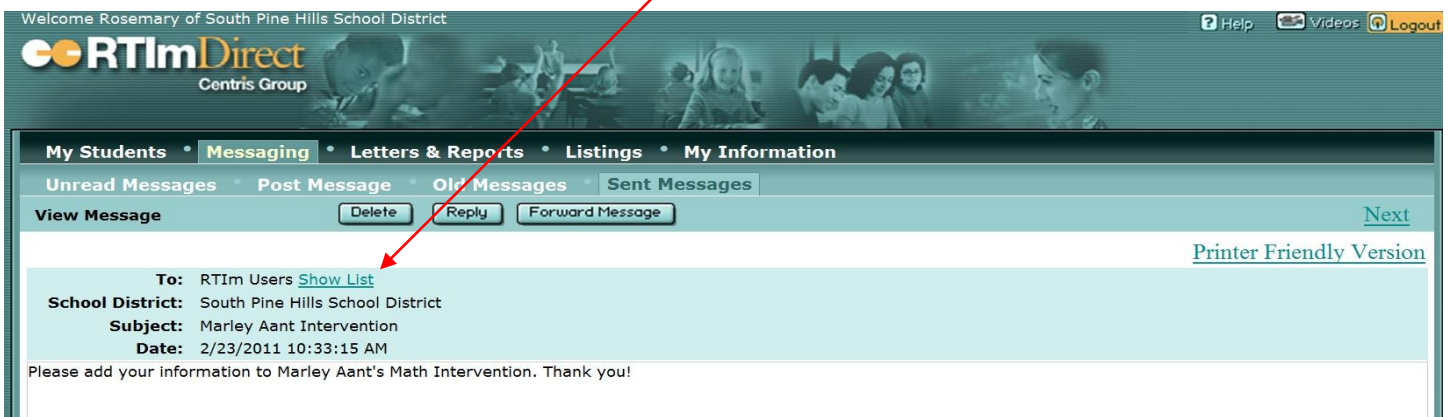 Welcome Rosemary of South Pine Hills School District
Help Videos Logout
RTImDirect
Centris Group
My Students • Messaging • Letters & Reports • Listings • My Information
Unread Messages • Post Message • Old Messages • Sent Messages
View Message Delete Reply Forward Message Next
Printer Friendly Version
To: RTIm Users Show List
School District: South Pine Hills School District
Subject: Marley Aant Intervention
Date: 2/23/2011 10:33:15 AM
Please add your information to Marley Aant's Math Intervention. Thank you!